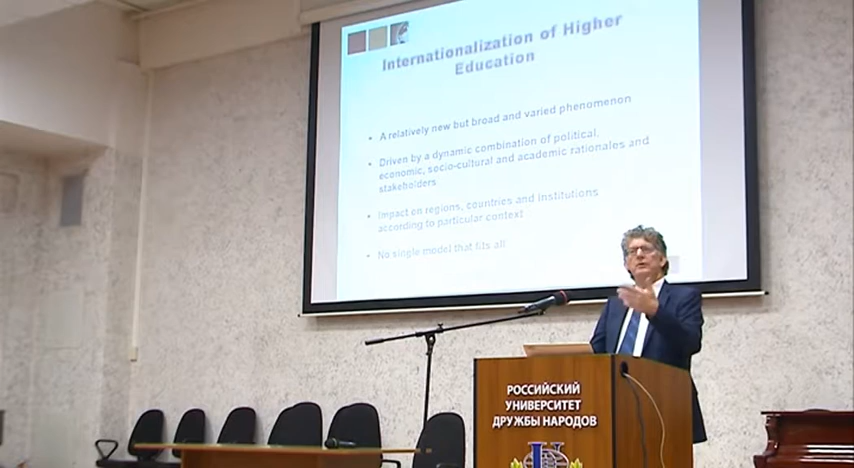 Internationalization of Higher
Education
• A relatively new but broad and varied phenomenon
• Driven by a dynamic combination of political,
economic, socio-cultural and academic rationales and
stakeholders
• Impact on regions, countries and institutions
according to particular context
• No single model that fits all
РОССИЙСКИЙ
УНИВЕРСИТЕТ
ДРУЖБЫ НАРОДОВ